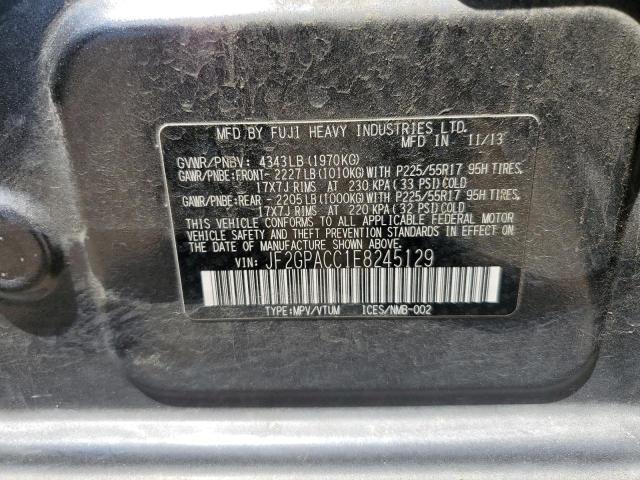 MFD BY FUJI HEAVY INDUSTRIES LTD.
MFD IN 11/13
GVWR/PNBV: 4343LB (1970KG)
GAWR/PNBE:FRONT- 2227LB(1010KG)WITH P225/55R17 95H TIRES,
17X7J RIMS AT 230 KPA(33 PSI)COLD
GAWR/PNBE:REAR - 2205LB(1000KG)WITH P225/55R17 95H TIRES,
17X7J RIMS AT 220 KPA(32 PSI)COLD
THIS VEHICLE CONFORMS TO ALL APPLICABLE FEDERAL MOTOR
VEHICLE SAFETY AND THEFT PREVENTION STANDARDS IN EFFECT
ON THE DATE OF MANUFACTURE SHOWN ABOVE.
VIN: JF2GPACC1E8245129
TYPE:MPV/VTUM ICES/NMB-002